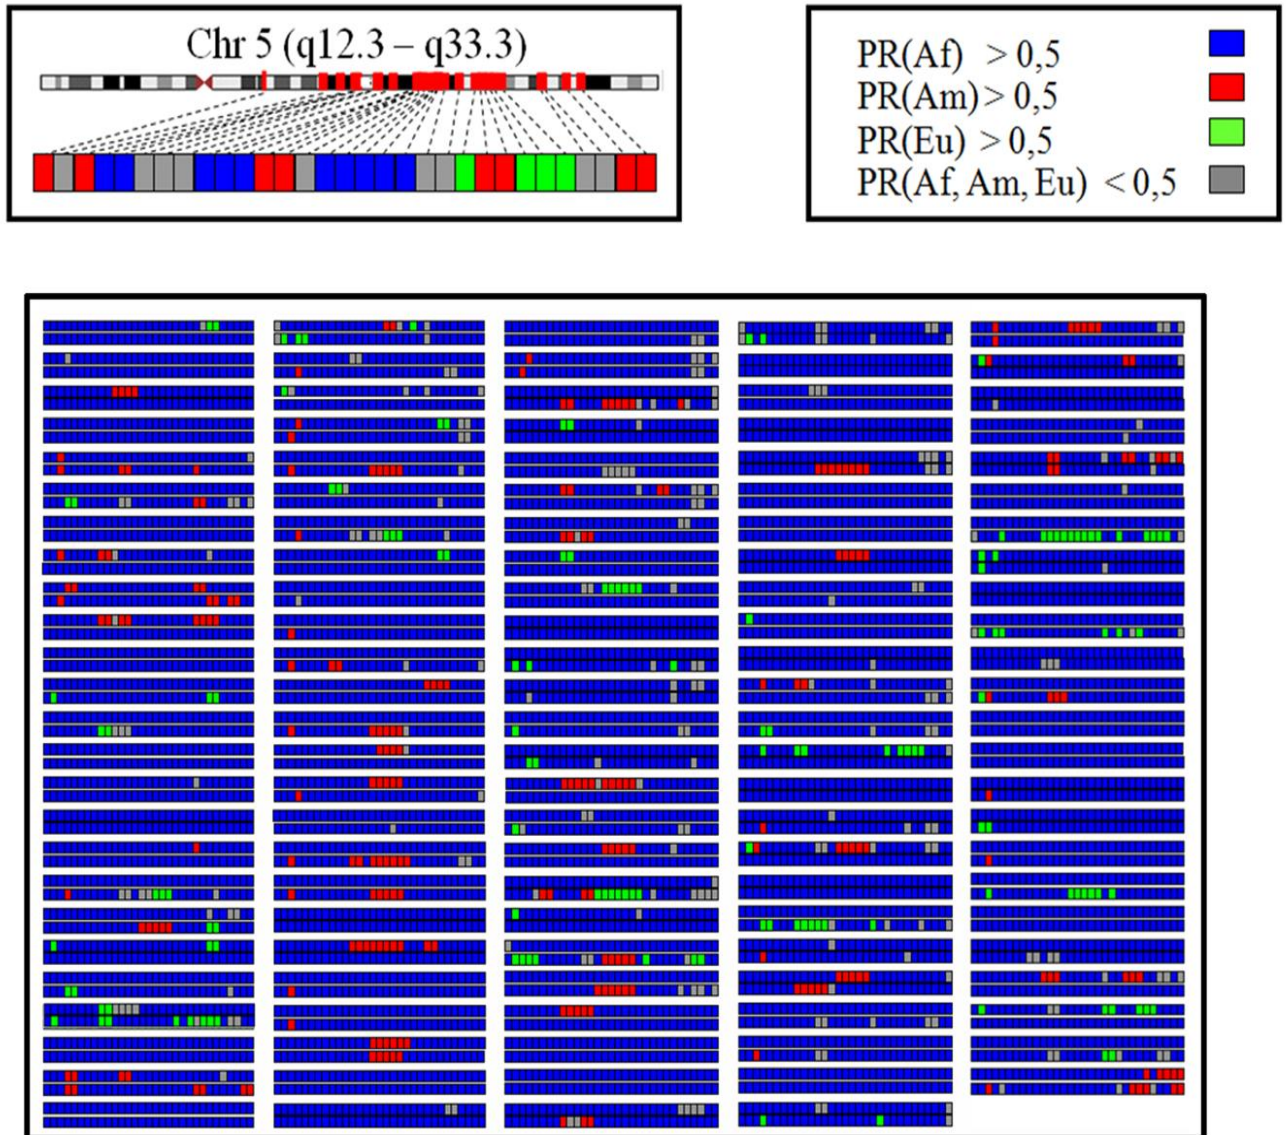 Chr 5 (q12.3 – q33.3)
PR(Af) > 0,5
PR(Am) > 0,5
PR(Eu) > 0,5
PR(Af, Am, Eu) < 0,5